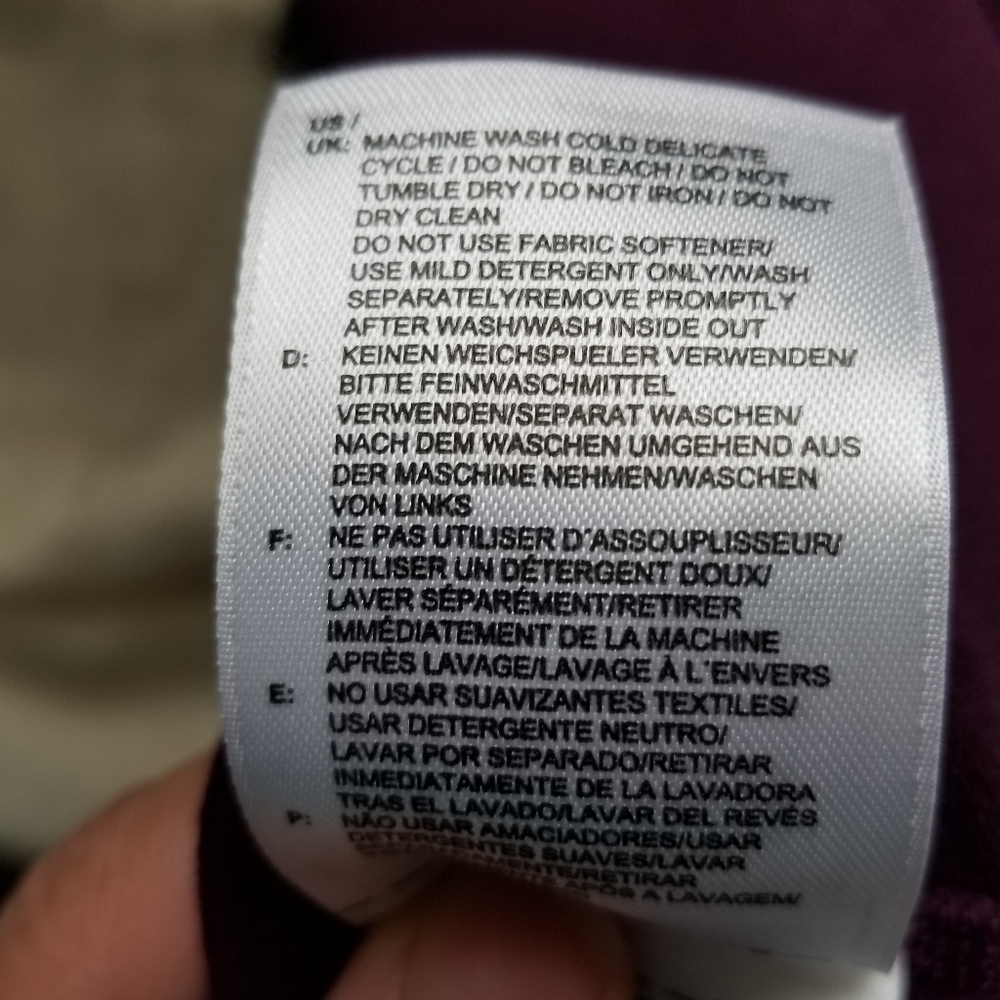 US /
UK: MACHINE WASH COLD DELICATE
CYCLE / DO NOT BLEACH / DO NOT
TUMBLE DRY / DO NOT IRON / DO NOT
DRY CLEAN
DO NOT USE FABRIC SOFTENER/
USE MILD DETERGENT ONLY/WASH
SEPARATELY/REMOVE PROMPTLY
AFTER WASH/WASH INSIDE OUT
D: KEINEN WEICHSPUELER VERWENDEN/
BITTE FEINWASCHMITTEL
VERWENDEN/SEPARAT WASCHEN/
NACH DEM WASCHEN UMGEHEND AUS
DER MASCHINE NEHMEN/WASCHEN
VON LINKS
F: NE PAS UTILISER D'ASSOUPLISSEUR/
UTILISER UN DÉTERGENT DOUX/
LAVER SÉPARÉMENT/RETIRER
IMMÉDIATEMENT DE LA MACHINE
APRÈS LAVAGE/LAVAGE À L'ENVERS
E: NO USAR SUAVIZANTES TEXTILES/
USAR DETERGENTE NEUTRO/
LAVAR POR SEPARADO/RETIRAR
INMEDIATAMENTE DE LA LAVADORA
TRAS EL LAVADO/LAVAR DEL REVÉS
P: NÃO USAR AMACIADORES/USAR
DETERGENTES SUAVES/LAVAR
/RETIRAR
APÓS A LAVAGEM/